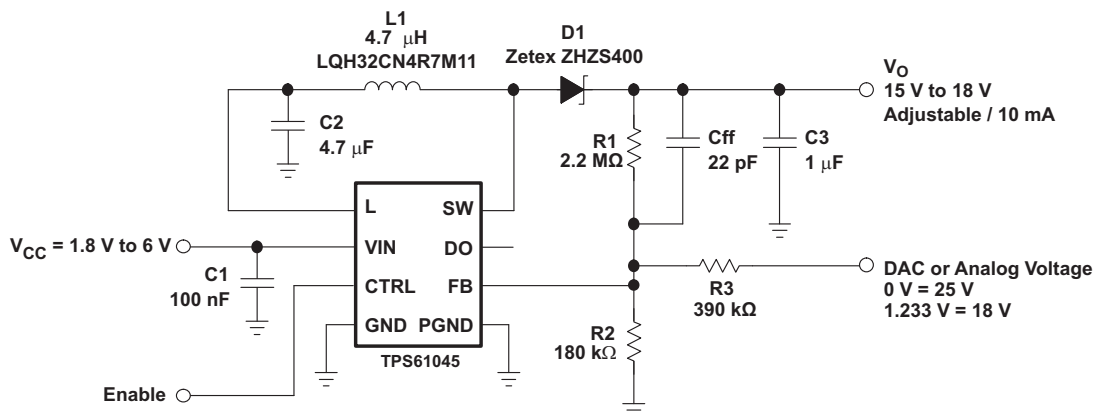 L1
4.7 μH
LQH32CN4R7M11
D1
Zetex ZHZS400
VO
15 V to 18 V
Adjustable / 10 mA
C2
4.7 μF
R1
2.2 MΩ
Cff
22 pF
C3
1 μF
L
SW
VCC = 1.8 V to 6 V
VIN
DO
C1
100 nF
CTRL
FB
R3
390 kΩ
DAC or Analog Voltage
0 V = 25 V
1.233 V = 18 V
GND
PGND
R2
180 kΩ
TPS61045
Enable